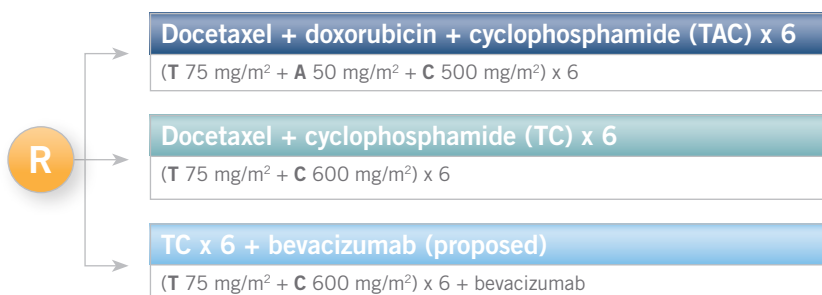 Docetaxel + doxorubicin + cyclophosphamide (TAC) x 6
(T 75 mg/m² + A 50 mg/m² + C 500 mg/m²) x 6
R
Docetaxel + cyclophosphamide (TC) x 6
(T 75 mg/m² + C 600 mg/m²) x 6
TC x 6 + bevacizumab (proposed)
(T 75 mg/m² + C 600 mg/m²) x 6 + bevacizumab